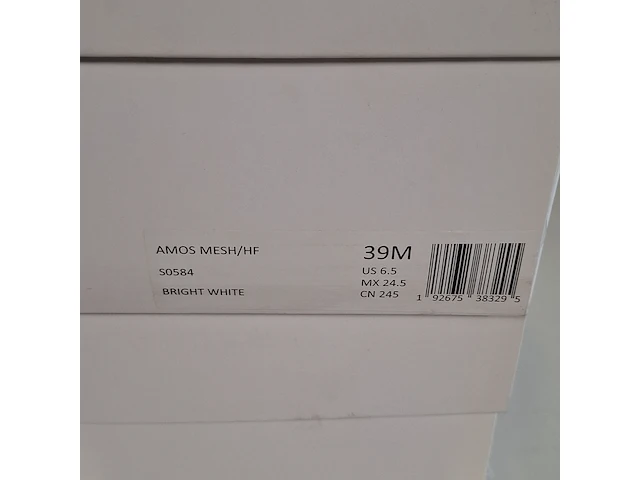 AMOS MESH/HF
S0584
BRIGHT WHITE
39M
US 6.5
MX 24.5
CN 245
1 92675 38329 5